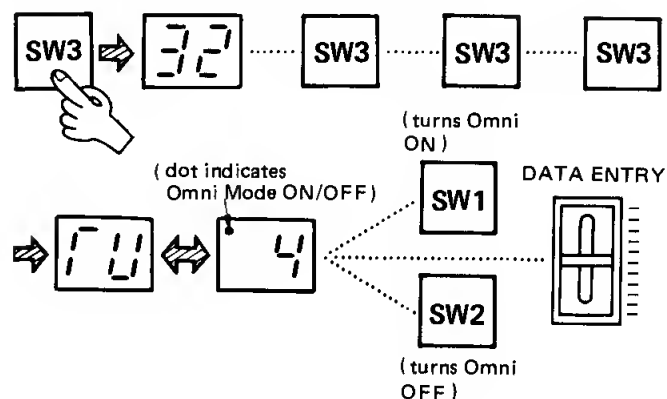 SW3 32 SW3 SW3 SW3
(turns Omni
ON)
(dot indicates
Omni Mode ON/OFF)
SW1
DATA ENTRY
4
SW2
(turns Omni
OFF)